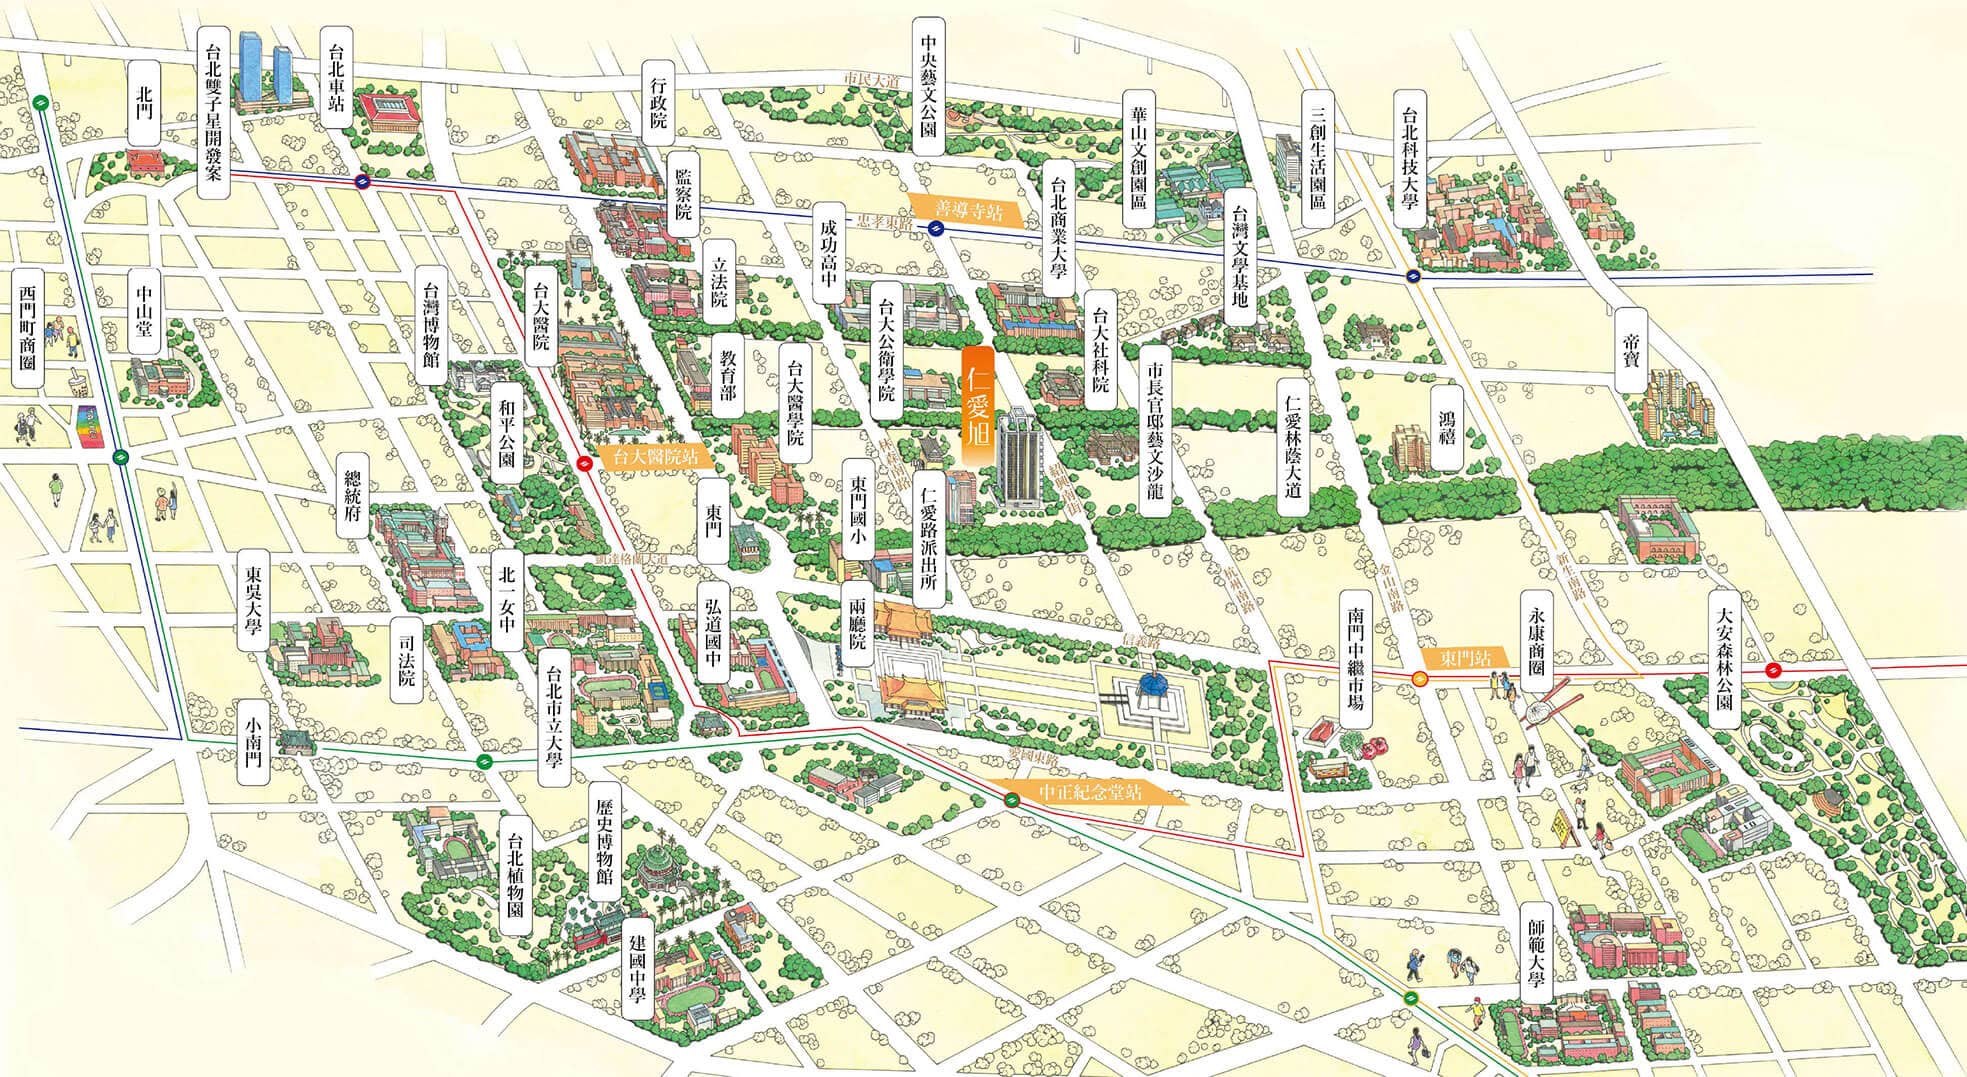 北門
台北雙子星開發案
台北車站
行政院
市民大道
中央藝文公園
華山文創園區
三創生活園區
台北科技大學
監察院
善導寺站
忠孝東路
成功高中
台北商業大學
台灣文學基地
西門町商圈
中山堂
台灣博物館
台大醫院
立法院
台大公衛學院
台大社科院
帝寶
和平公園
教育部
台大醫學院
仁愛旭
市長官邸藝文沙龍
仁愛林蔭大道
鴻禧
台大醫院站
林森南路
紹興南街
總統府
東門
東門國小
仁愛路派出所
凱達格蘭大道
杭州南路
金山南路
新生南路
東吳大學
司法院
北一女中
弘道國中
兩廳院
信義路
南門中繼市場
東門站
永康商圈
大安森林公園
小南門
台北市立大學
愛國東路
中正紀念堂站
台北植物園
歷史博物館
建國中學
師範大學